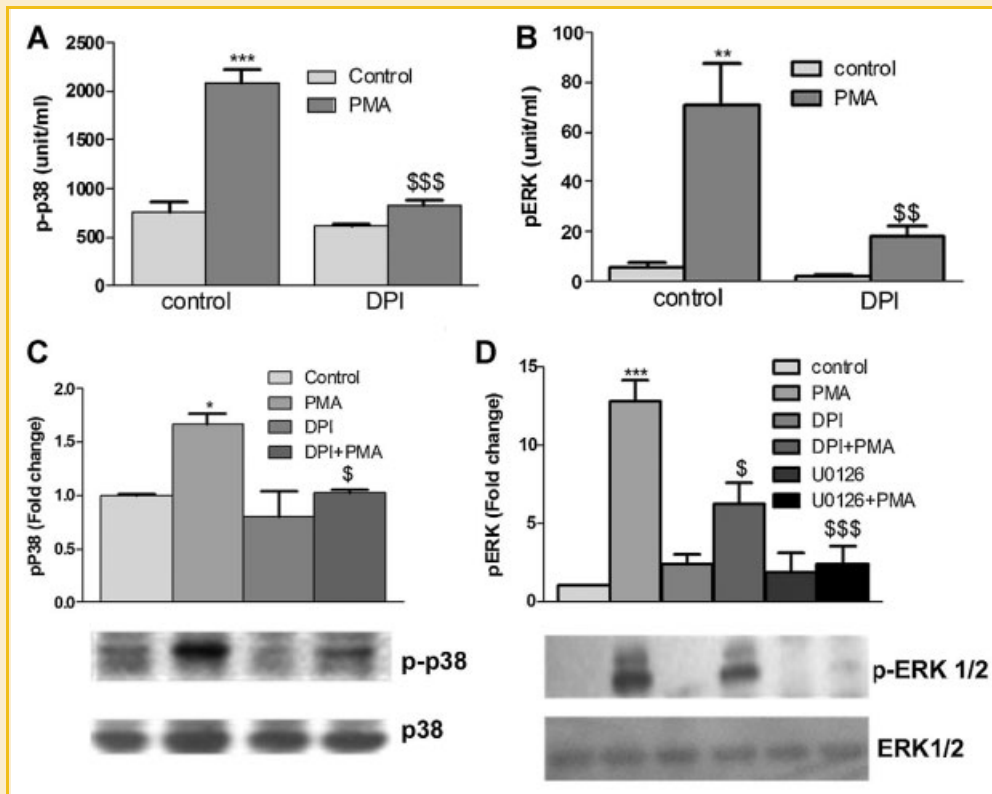 A
p-p38 (unit/ml)
2500
2000
1500
1000
500
0
***
$$$
Control
PMA
control
DPI
B
pERK (unit/ml)
100
80
60
40
20
0
**
$$
control
PMA
control
DPI
C
pP38 (Fold change)
2.0
1.5
1.0
0.5
0.0
*
$
Control
PMA
DPI
DPI+PMA
p-p38
p38
D
pERK (Fold change)
15
10
5
0
***
$
$$$
control
PMA
DPI
DPI+PMA
U0126
U0126+PMA
p-ERK 1/2
ERK1/2